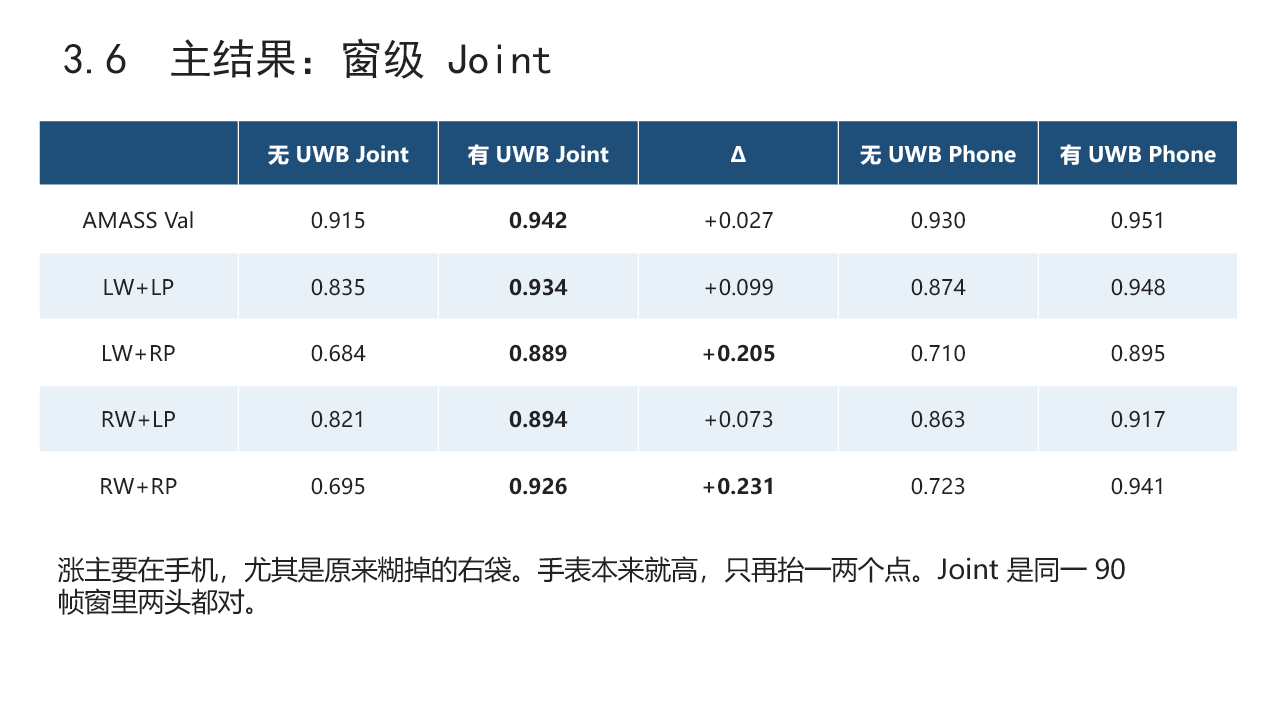 3.6 主结果：窗级 Joint
无 UWB Joint 有 UWB Joint Δ 无 UWB Phone 有 UWB Phone
AMASS Val 0.915 0.942 +0.027 0.930 0.951
LW+LP 0.835 0.934 +0.099 0.874 0.948
LW+RP 0.684 0.889 +0.205 0.710 0.895
RW+LP 0.821 0.894 +0.073 0.863 0.917
RW+RP 0.695 0.926 +0.231 0.723 0.941
涨主要在手机，尤其是原来糊掉的右袋。手表本来就高，只再抬一两个点。Joint 是同一 90
帧窗里两头都对。